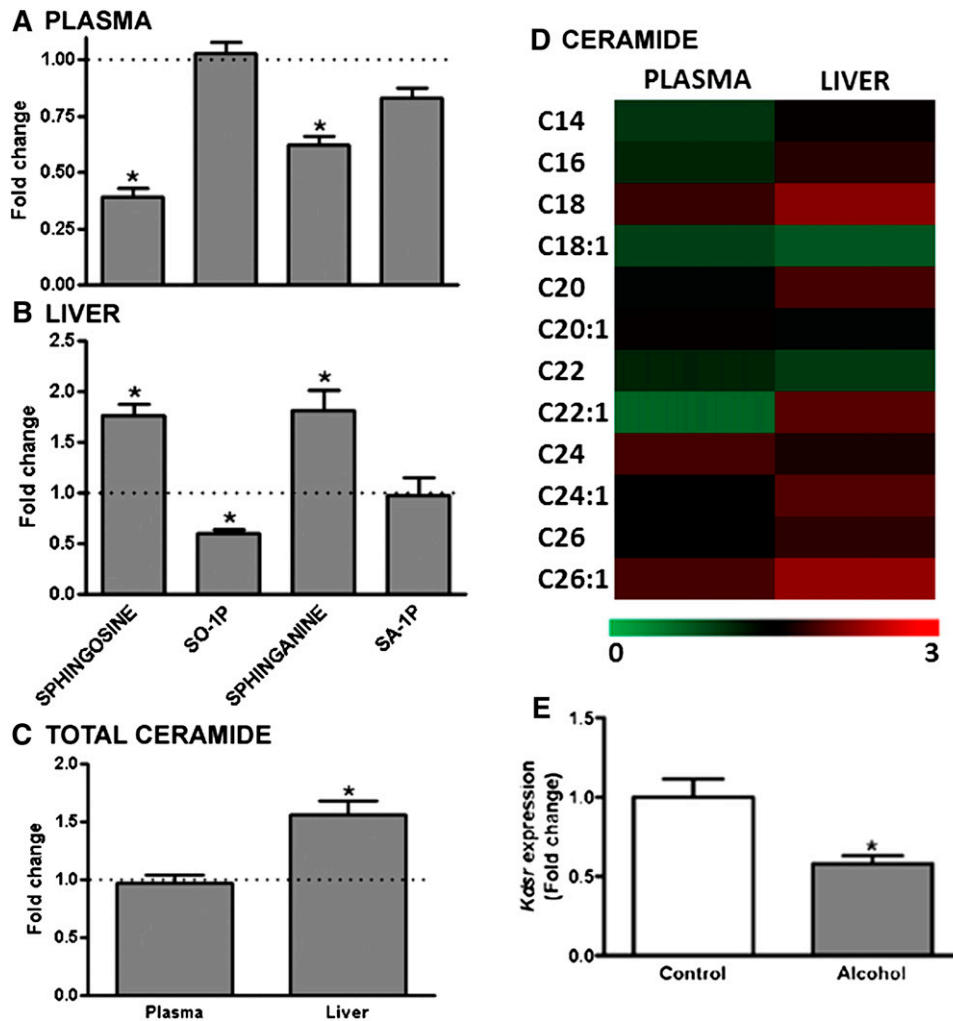 A PLASMA
Fold change
1.00
0.75
0.50
0.25
0.00
*
*
B LIVER
Fold change
2.5
2.0
1.5
1.0
0.5
0.0
*
*
*
SPHINGOSINE
SO-1P
SPHINGANINE
SA-1P
C TOTAL CERAMIDE
Fold change
2.0
1.5
1.0
0.5
0.0
*
Plasma
Liver
D CERAMIDE
PLASMA LIVER
C14
C16
C18
C18:1
C20
C20:1
C22
C22:1
C24
C24:1
C26
C26:1
0 3
E
Kdsr expression
(Fold change)
1.5
1.0
0.5
0.0
*
Control
Alcohol